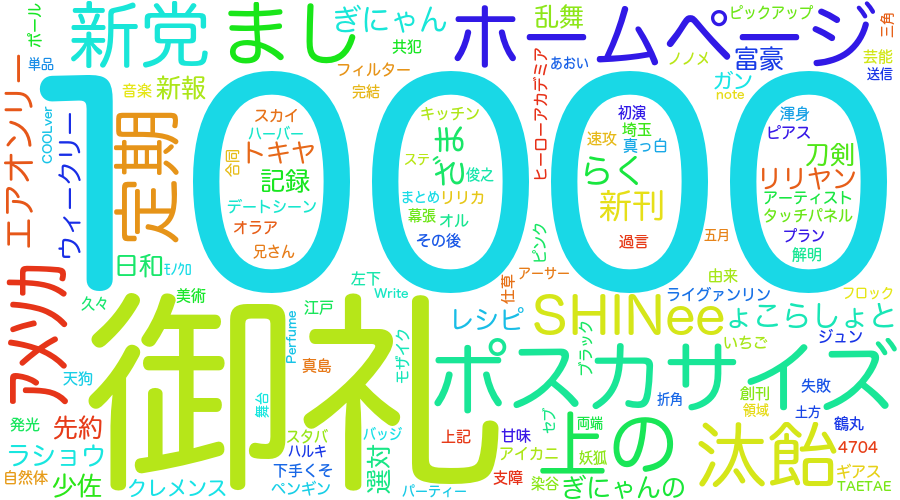 ポール
新党
まし
ぎにゃん
共犯
ホームページ
乱舞
ピックアップ
三角
富豪
ノノメ
芸能
送信
単品
音楽
新報
フィルター
完結
あおい
ガン
note
エアオンリー
COOLver
ウィークリー
定期
10000
ヒーローアカデミア
スカイ
ハーバー
合同
トキヤ
記録
デートシーン
オラア
兄さん
キッチン
まれ
ステ
俊之
まとめ
リリカ
幕張
オル
その後
初演
速攻
埼玉
真っ白
らく
新刊
過言
渾身
ピアス
刀剣
リリヤン
アーティスト
タッチパネル
プラン
解明
日和
モノクロ
アメリカ
久々
美術
左下
Write
ピンク
アーサー
仕草
五月
由来
ライグァンリン
フロック
江戸
Perfume
真島
モザイク
御礼
レシピ
SHINee
ょこらしょと
いちご
ジュン
ブラック
天狗
ポスカサイズ
折角
創刊
領域
失敗
土方
鶴丸
発光
先約
舞台
スタバ
バッジ
ハルキ
上記
甘味
セブ
両端
上の
汰飴
4704
ラショウ
下手くそ
選対
アイカニ
妖狐
ギアス
自然体
少佐
クレメンス
ペンギン
パーティー
支障
染谷
ぎにゃんの
TAETAE